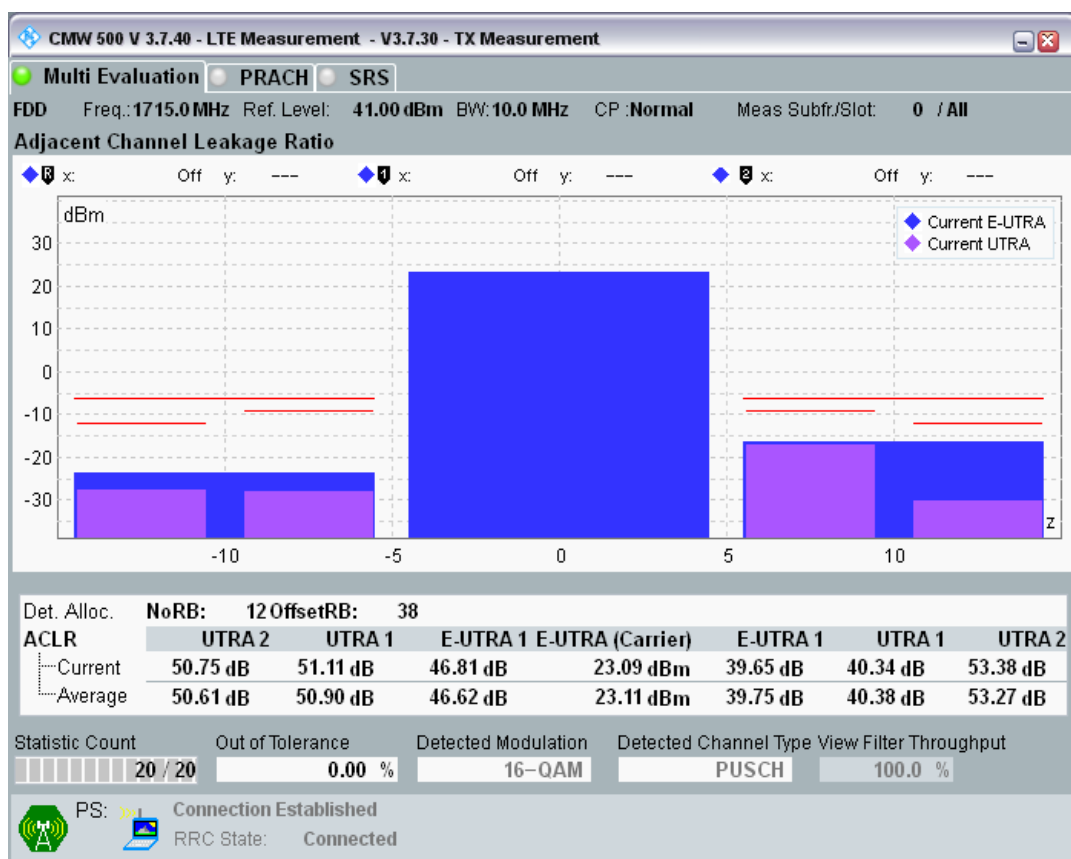 CMW 500 V 3.7.40 - LTE Measurement - V3.7.30 - TX Measurement
Multi Evaluation PRACH SRS
FDD Freq.: 1715.0 MHz Ref. Level: 41.00 dBm BW: 10.0 MHz CP : Normal Meas Subfr./Slot: 0 / All
Adjacent Channel Leakage Ratio
R x: Off y: --- 1 x: Off y: --- 2 x: Off y: ---
dBm
Current E-UTRA
Current UTRA
30
20
10
0
-10
-20
-30
z
-10 -5 0 5 10
Det. Alloc. NoRB: 12 OffsetRB: 38
ACLR UTRA 2 UTRA 1 E-UTRA 1 E-UTRA (Carrier) E-UTRA 1 UTRA 1 UTRA 2
Current 50.75 dB 51.11 dB 46.81 dB 23.09 dBm 39.65 dB 40.34 dB 53.38 dB
Average 50.61 dB 50.90 dB 46.62 dB 23.11 dBm 39.75 dB 40.38 dB 53.27 dB
Statistic Count Out of Tolerance Detected Modulation Detected Channel Type View Filter Throughput
20 / 20 0.00 % 16-QAM PUSCH 100.0 %
PS: Connection Established
RRC State: Connected